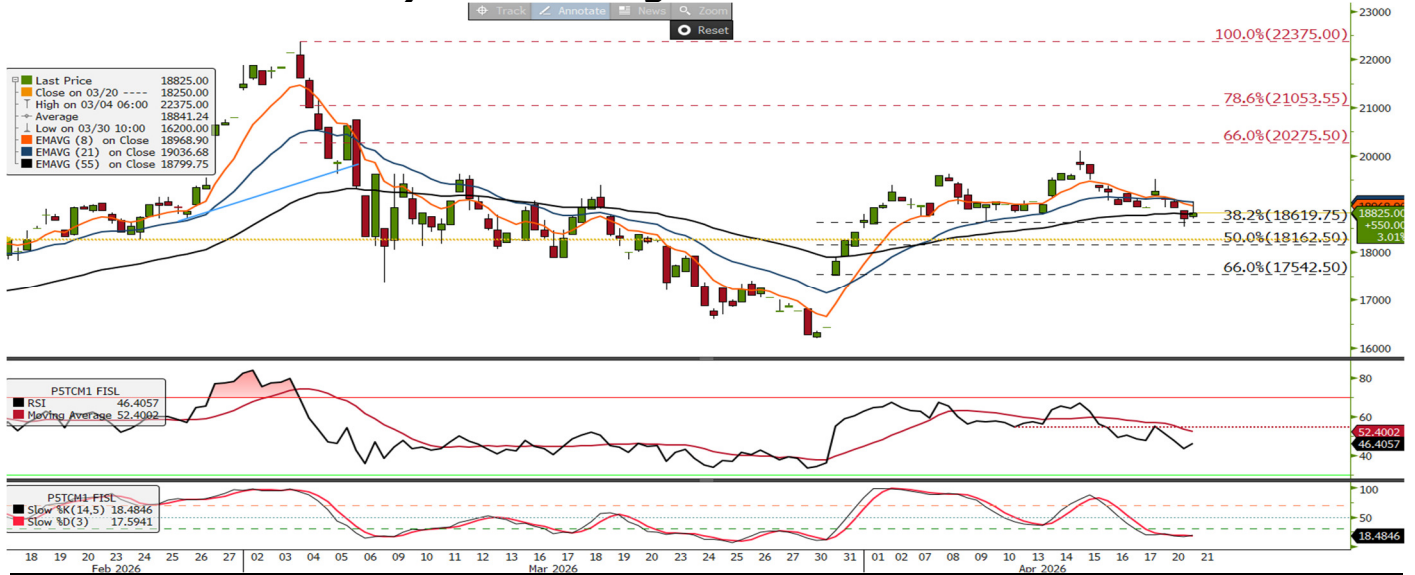 Track Annotate News Zoom
Reset
Last Price 18825.00
Close on 03/20 ---- 18250.00
High on 03/04 06:00 22375.00
Average 18841.24
Low on 03/30 10:00 16200.00
EMAVG (8) on Close 18968.90
EMAVG (21) on Close 19036.68
EMAVG (55) on Close 18799.75
100.0%(22375.00)
78.6%(21053.55)
66.0%(20275.50)
38.2%(18619.75)
50.0%(18162.50)
66.0%(17542.50)
23000
22000
21000
20000
18825.00
+550.00
3.01%
18000
17000
16000
P5TCM1 FISL
RSI 46.4057
Moving Average 52.4002
80
60
52.4002
46.4057
40
P5TCM1 FISL
Slow %K(14,5) 18.4846
Slow %D(3) 17.5941
100
50
18.4846
18 19 20 23 24 25 26 27 02 03 04 05 06 09 10 11 12 13 16 17 18 19 20 23 24 25 26 27 30 31 01 02 07 08 09 10 13 14 15 16 17 20 21
Feb 2026 Mar 2026 Apr 2026